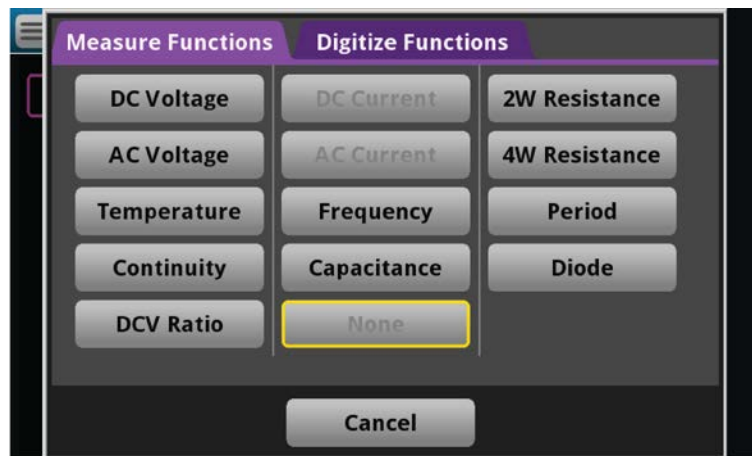 Measure Functions Digitize Functions
DC Voltage DC Current 2W Resistance
AC Voltage AC Current 4W Resistance
Temperature Frequency Period
Continuity Capacitance Diode
DCV Ratio None
Cancel